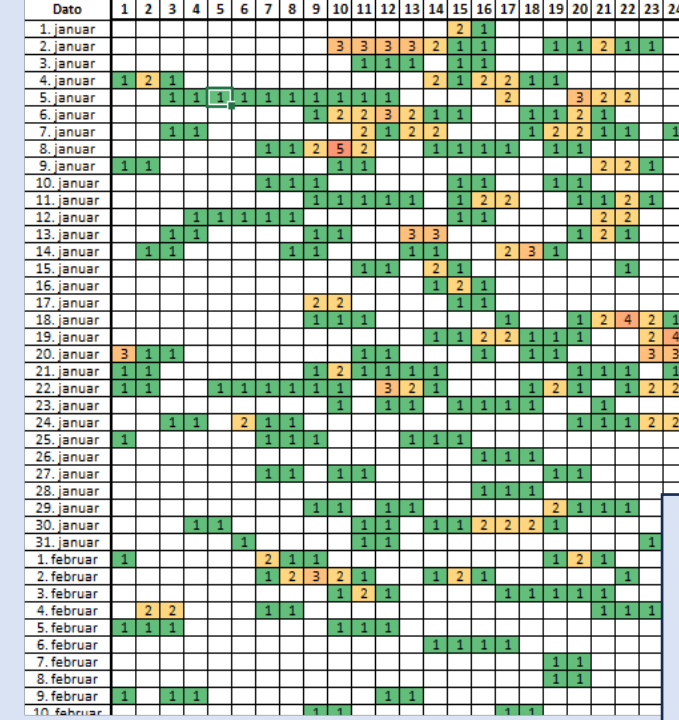 Dato 1 2 3 4 5 6 7 8 9 10 11 12 13 14 15 16 17 18 19 20 21 22 23 24
1. januar 2 1
2. januar 3 3 3 3 2 1 1 1 1 2 1 1
3. januar 1 1 1 1 1
4. januar 1 2 1 2 1 2 2 1 1
5. januar 1 1 1 1 1 1 1 1 1 1 2 3 2 2
6. januar 1 2 2 3 2 1 1 1 1 2 1
7. januar 1 1 2 1 2 2 1 2 2 1 1 1
8. januar 1 1 2 5 2 1 1 1 1 1 1
9. januar 1 1 1 1 2 2 1
10. januar 1 1 1 1 1 1 1
11. januar 1 1 1 1 1 1 2 2 1 1 2 1
12. januar 1 1 1 1 1 1 1 2 2
13. januar 1 1 1 1 3 3 1 2 1
14. januar 1 1 1 1 1 1 2 3 1
15. januar 1 1 2 1 1
16. januar 1 2 1
17. januar 2 2 1 1
18. januar 1 1 1 1 1 2 4 2 1
19. januar 1 1 2 2 1 1 1 2 4
20. januar 3 1 1 1 1 1 1 1 3 3
21. januar 1 1 1 2 1 1 1 1 1 1 1 1
22. januar 1 1 1 1 1 1 1 1 3 2 1 1 2 1 1 2 2
23. januar 1 1 1 1 1 1 1 1
24. januar 1 1 2 1 1 1 1 1 2 2
25. januar 1 1 1 1 1 1 1
26. januar 1 1 1
27. januar 1 1 1 1 1 1
28. januar 1 1 1
29. januar 1 1 1 1 2 1 1 1
30. januar 1 1 1 1 1 1 2 2 2 1
31. januar 1 1 1 1
1. februar 1 2 1 1 1 2 1
2. februar 1 2 3 2 1 1 2 1 1
3. februar 1 2 1 1 1 1 1 1
4. februar 2 2 1 1 1 1 1
5. februar 1 1 1 1 1 1
6. februar 1 1 1 1
7. februar 1 1
8. februar 1 1
9. februar 1 1 1 1 1
10. februar 1 1 1 1